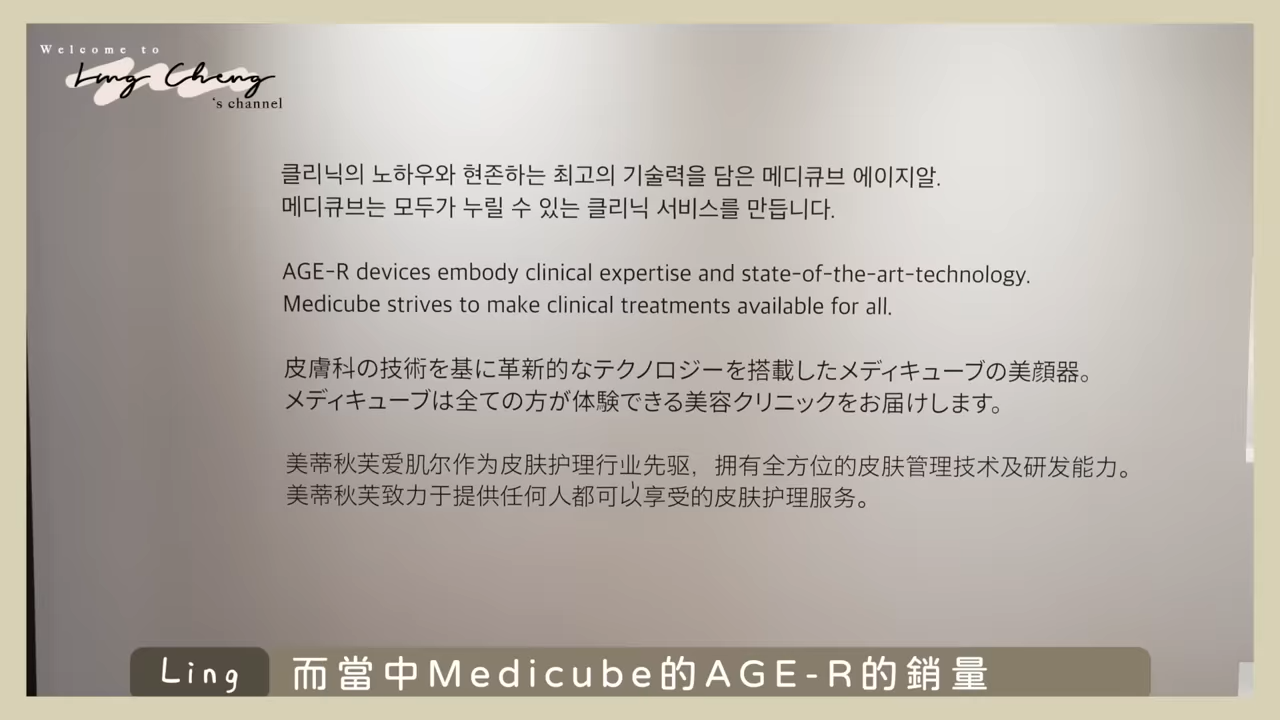 Welcome to
Ling Cheng
's channel
클리닉의 노하우와 현존하는 최고의 기술력을 담은 메디큐브 에이지알.
메디큐브는 모두가 누릴 수 있는 클리닉 서비스를 만듭니다.
AGE-R devices embody clinical expertise and state-of-the-art-technology.
Medicube strives to make clinical treatments available for all.
皮膚科の技術を基に革新的なテクノロジーを搭載したメディキューブの美顔器。
メディキューブは全ての方が体験できる美容クリニックをお届けします。
美蒂秋芙爱肌尔作为皮肤护理行业先驱，拥有全方位的皮肤管理技术及研发能力。
美蒂秋芙致力于提供任何人都可以享受的皮肤护理服务。
Ling 而當中Medicube的AGE-R的銷量